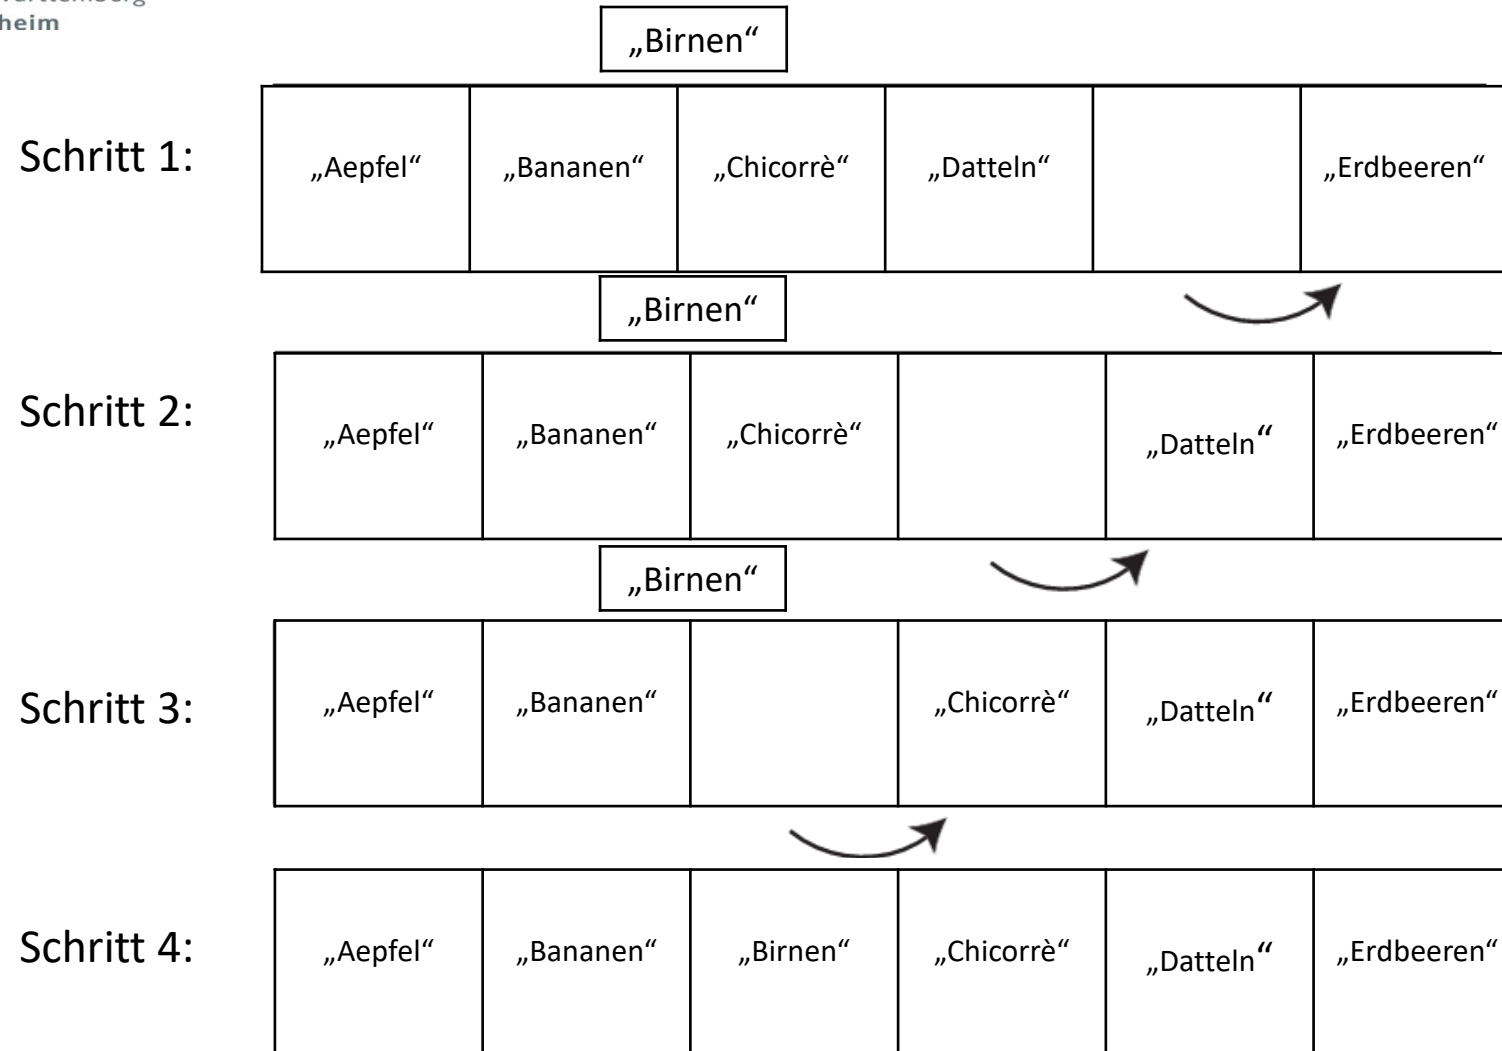 heim
„Birnen“
Schritt 1:
„Aepfel“ „Bananen“ „Chicorrè“ „Datteln“ „Erdbeeren“
„Birnen“
Schritt 2:
„Aepfel“ „Bananen“ „Chicorrè“ „Datteln“ „Erdbeeren“
„Birnen“
Schritt 3:
„Aepfel“ „Bananen“ „Chicorrè“ „Datteln“ „Erdbeeren“
Schritt 4:
„Aepfel“ „Bananen“ „Birnen“ „Chicorrè“ „Datteln“ „Erdbeeren“